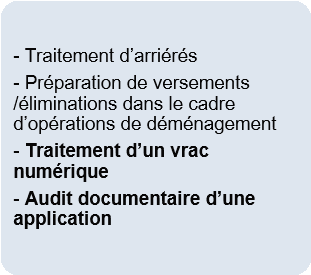 - Traitement d’arriérés
- Préparation de versements
/éliminations dans le cadre
d’opérations de déménagement
- Traitement d’un vrac
numérique
- Audit documentaire d’une
application